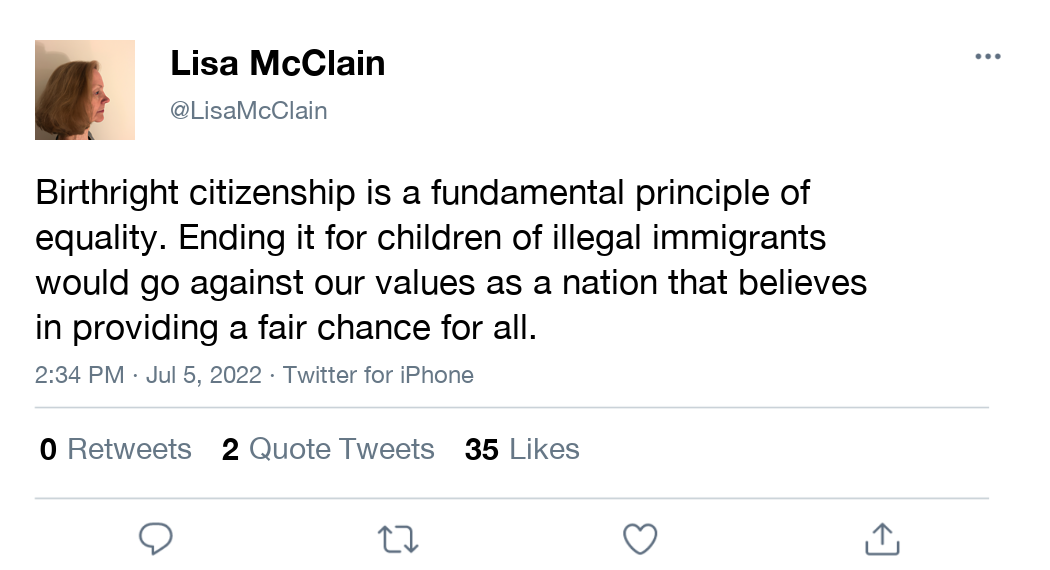 Lisa McClain
@LisaMcClain
Birthright citizenship is a fundamental principle of
equality. Ending it for children of illegal immigrants
would go against our values as a nation that believes
in providing a fair chance for all.
2:34 PM · Jul 5, 2022 · Twitter for iPhone
0 Retweets 2 Quote Tweets 35 Likes